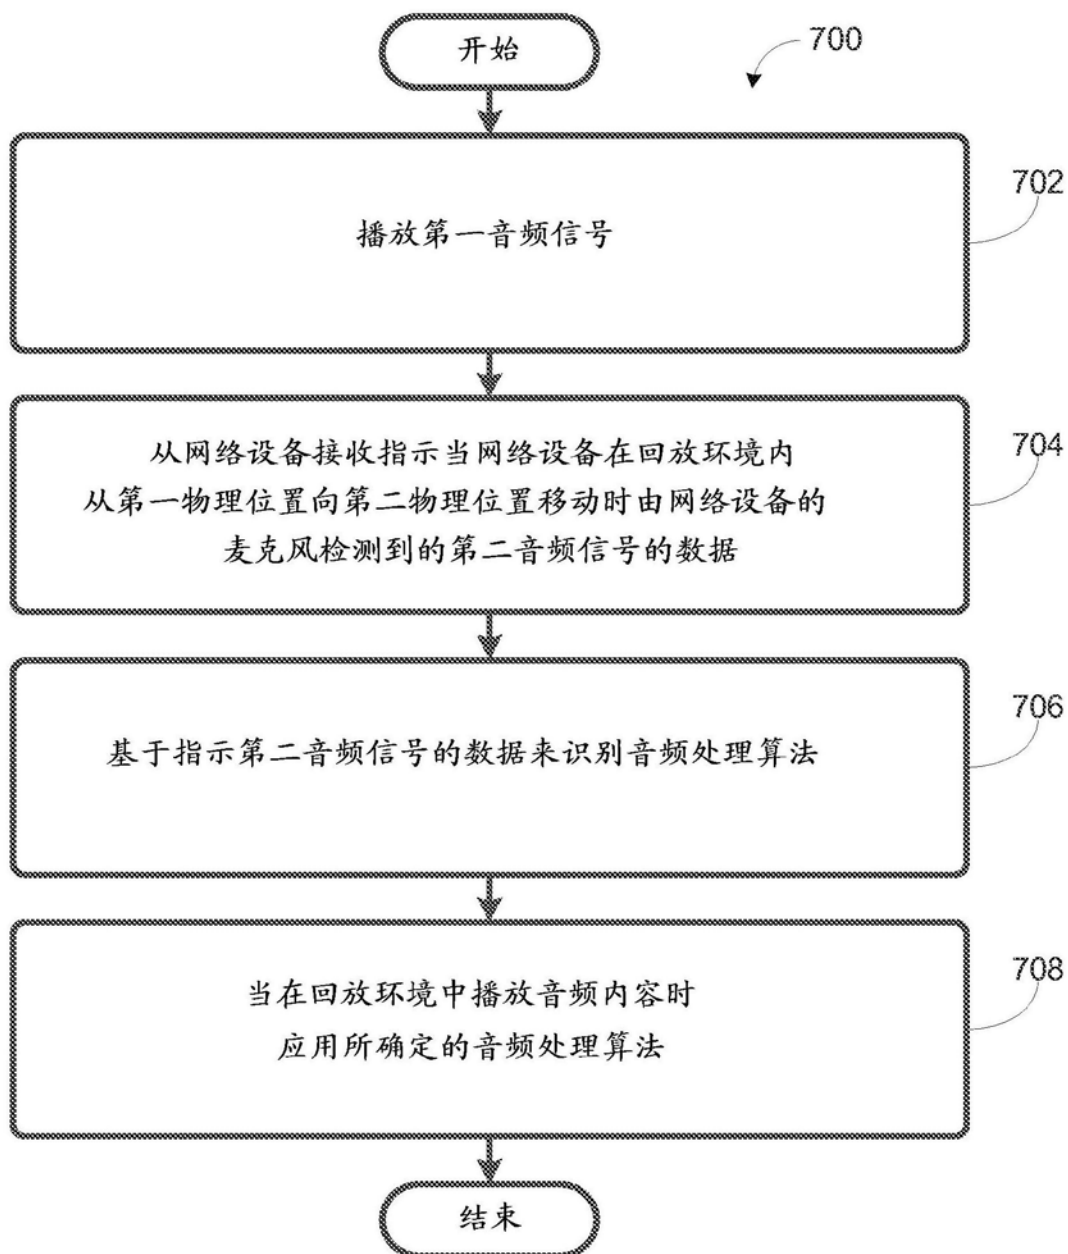 开始
700
702
播放第一音频信号
704
从网络设备接收指示当网络设备在回放环境内
从第一物理位置向第二物理位置移动时由网络设备的
麦克风检测到的第二音频信号的数据
706
基于指示第二音频信号的数据来识别音频处理算法
708
当在回放环境中播放音频内容时
应用所确定的音频处理算法
结束